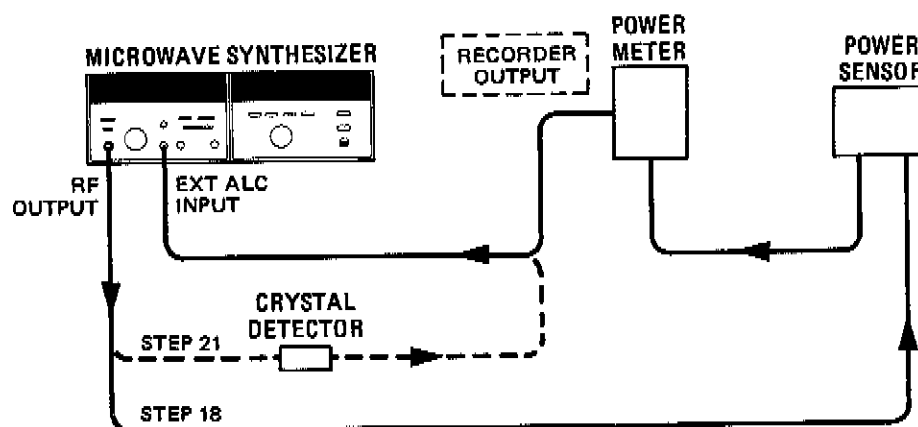 MICROWAVE SYNTHESIZER
RECORDER
OUTPUT
POWER
METER
POWER
SENSOR
RF
OUTPUT
EXT ALC
INPUT
CRYSTAL
DETECTOR
STEP 21
STEP 18